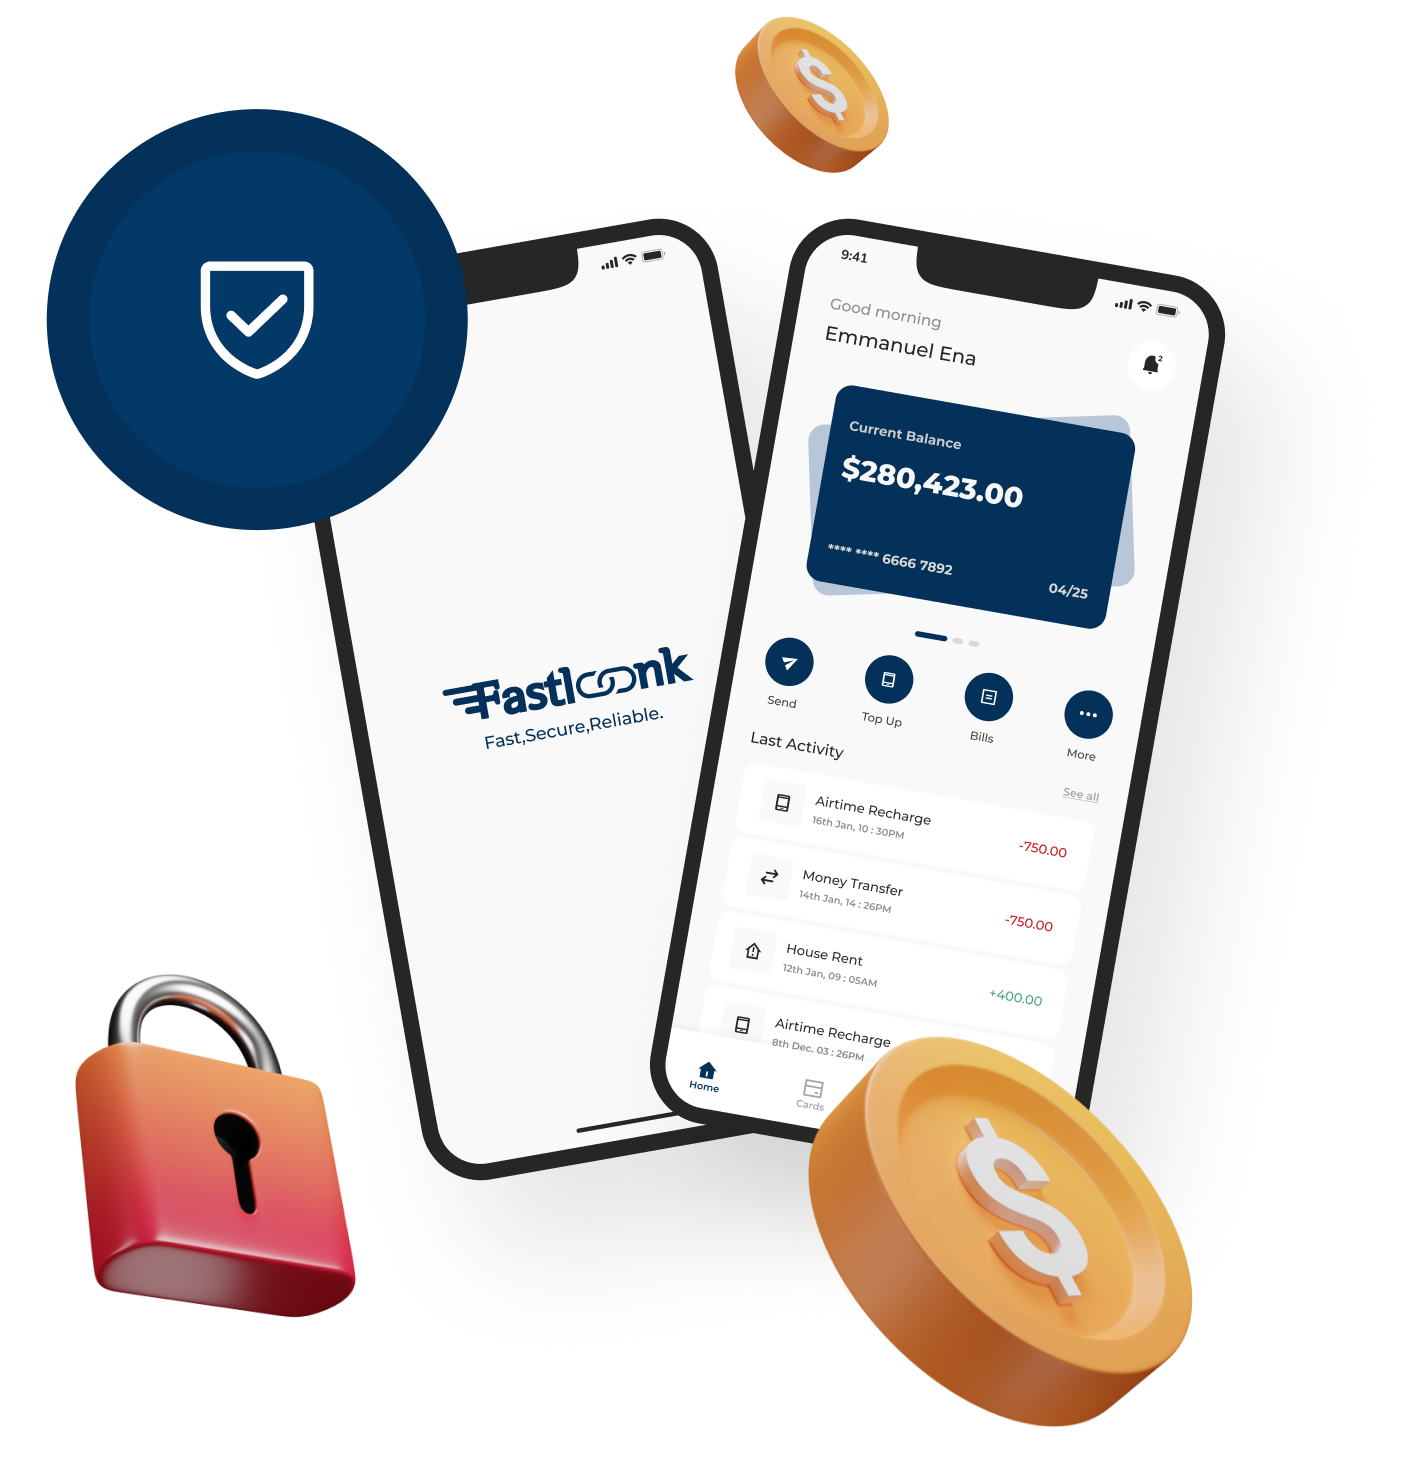 Fastloonk
Fast,Secure,Reliable.
9:41
Good morning
Emmanuel Ena
2
Current Balance
$280,423.00
**** **** 6666 7892
04/25
Send
Top Up
Bills
More
Last Activity
See all
Airtime Recharge
16th Jan, 10 : 30PM
-750.00
Money Transfer
14th Jan, 14 : 26PM
-750.00
House Rent
12th Jan, 09 : 05AM
+400.00
Airtime Recharge
8th Dec, 03 : 26PM
Home
Cards
$
$